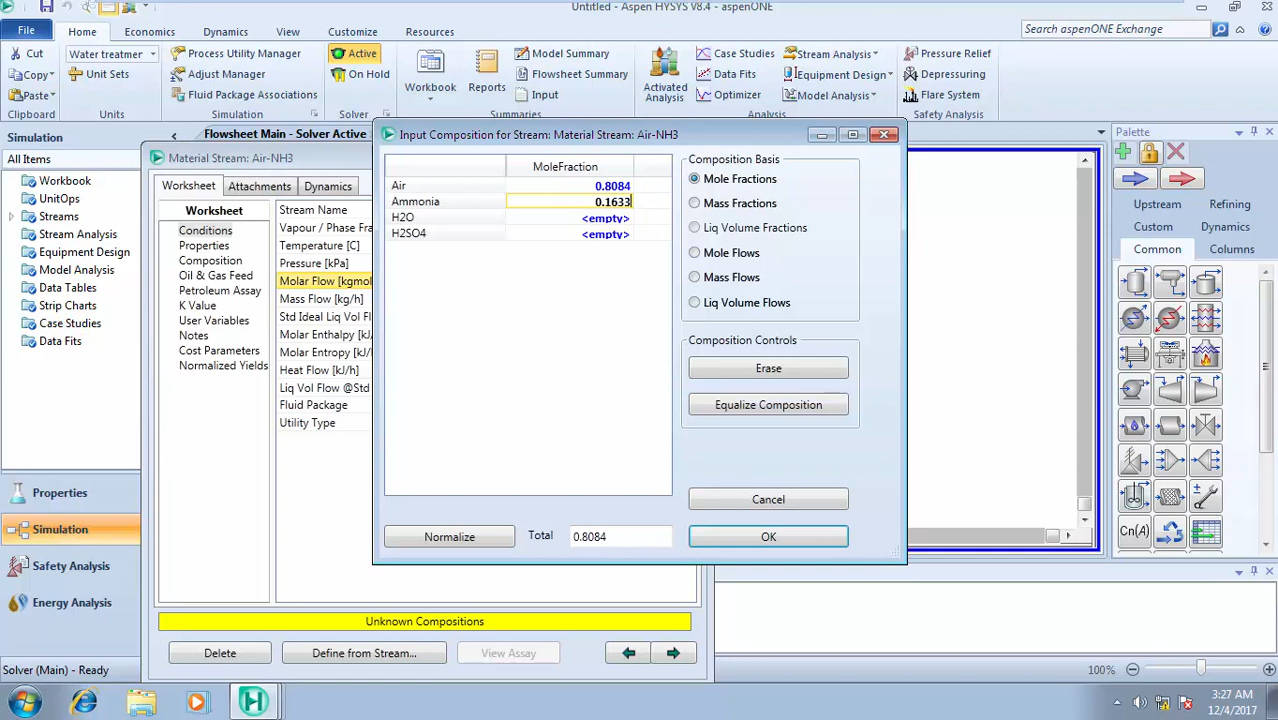 Untitled - Aspen HYSYS V8.4 - aspenONE
File
Home
Economics
Dynamics
View
Customize
Resources
Search aspenONE Exchange
Cut
Copy
Paste
Clipboard
Water treatmer
Unit Sets
Units
Process Utility Manager
Adjust Manager
Fluid Package Associations
Simulation
Active
On Hold
Solver
Workbook
Reports
Model Summary
Flowsheet Summary
Input
Summaries
Activated
Analysis
Case Studies
Data Fits
Optimizer
Stream Analysis
Equipment Design
Model Analysis
Analysis
Pressure Relief
Depressuring
Flare System
Safety Analysis
Simulation
All Items
Workbook
UnitOps
Streams
Stream Analysis
Equipment Design
Model Analysis
Data Tables
Strip Charts
Case Studies
Data Fits
Properties
Simulation
Safety Analysis
Energy Analysis
Flowsheet Main - Solver Active
Material Stream: Air-NH3
Worksheet
Attachments
Dynamics
Worksheet
Conditions
Properties
Composition
Oil & Gas Feed
Petroleum Assay
K Value
User Variables
Notes
Cost Parameters
Normalized Yields
Stream Name
Vapour / Phase Fra
Temperature [C]
Pressure [kPa]
Molar Flow [kgmol
Mass Flow [kg/h]
Std Ideal Liq Vol Fl
Molar Enthalpy [kJ/
Molar Entropy [kJ/
Heat Flow [kJ/h]
Liq Vol Flow @Std
Fluid Package
Utility Type
Unknown Compositions
Delete
Define from Stream...
View Assay
Input Composition for Stream: Material Stream: Air-NH3
MoleFraction
Air 0.8084
Ammonia 0.1633
H2O <empty>
H2SO4 <empty>
Composition Basis
Mole Fractions
Mass Fractions
Liq Volume Fractions
Mole Flows
Mass Flows
Liq Volume Flows
Composition Controls
Erase
Equalize Composition
Cancel
Normalize
Total 0.8084
OK
Palette
Upstream
Refining
Custom
Dynamics
Common
Columns
Cn(A)
Solver (Main) - Ready
100%
3:27 AM
12/4/2017